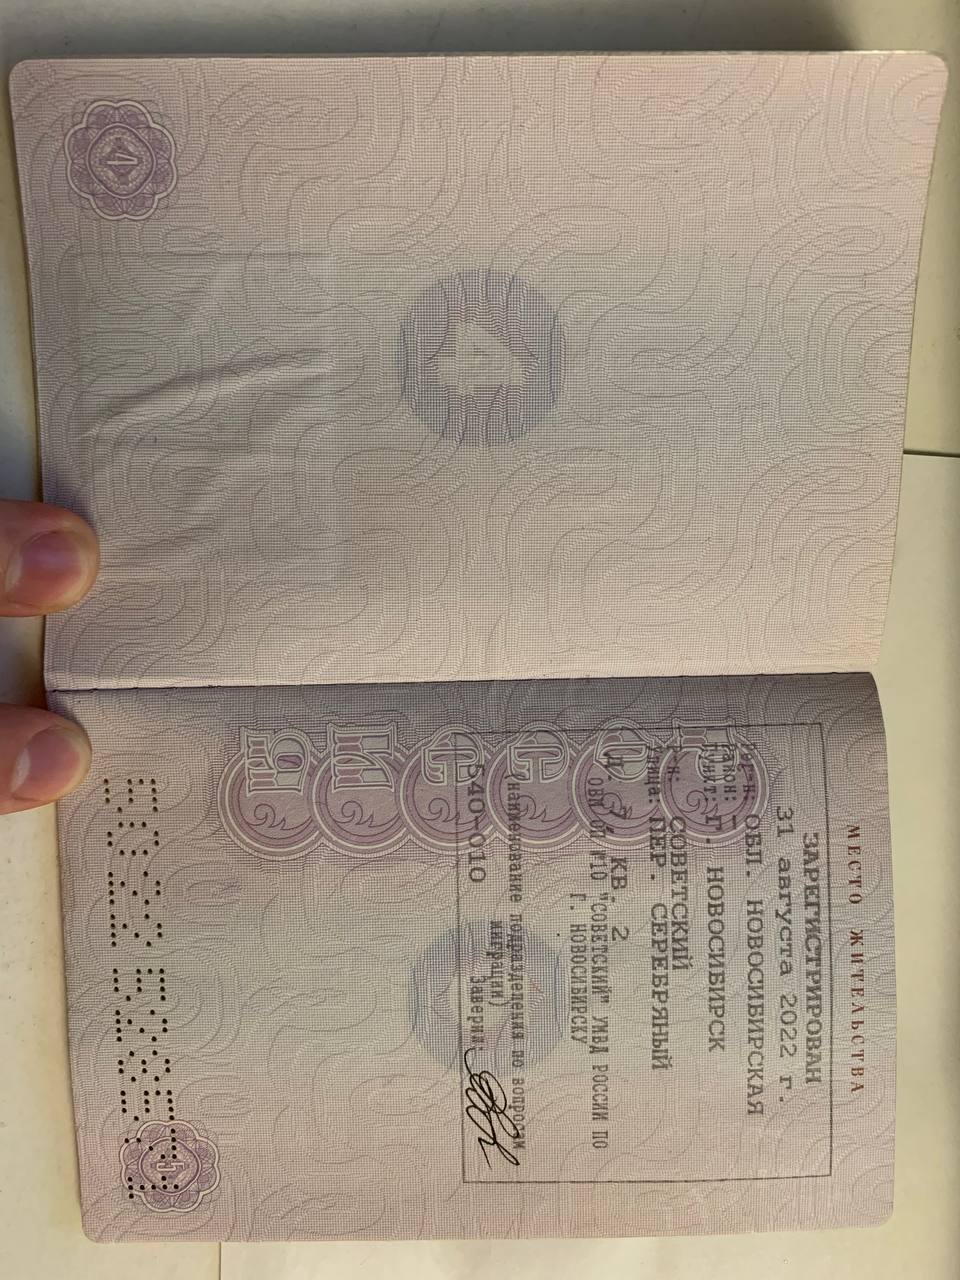 4
4
МЕСТО ЖИТЕЛЬСТВА
ЗАРЕГИСТРИРОВАН
31 августа 2022 г.
Рег-н: ОБЛ. НОВОСИБИРСКАЯ
Район: -
Пункт: Г. НОВОСИБИРСК
Р-н: СОВЕТСКИЙ
Улица: ПЕР. СЕРЕБРЯНЫЙ
Д. 7 КВ. 2
ОВМ ОП №10 "СОВЕТСКИЙ" УМВД РОССИИ ПО
Г. НОВОСИБИРСКУ
(наименование подразделения по вопросам
миграции)
540-010 Заверил:
РОССИЯ
5